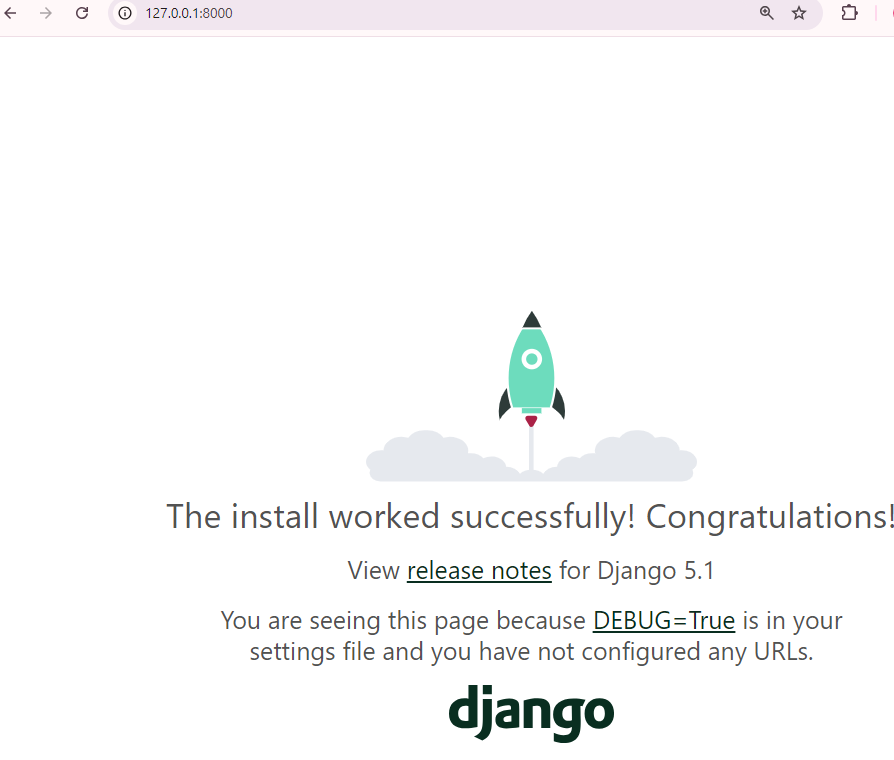 127.0.0.1:8000
The install worked successfully! Congratulations!
View release notes for Django 5.1
You are seeing this page because DEBUG=True is in your
settings file and you have not configured any URLs.
django